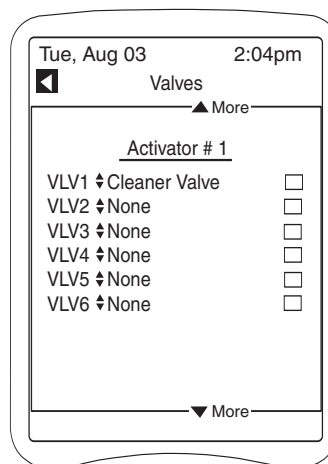 Tue, Aug 03 2:04pm
Valves
More
Activator # 1
VLV1 Cleaner Valve
VLV2 None
VLV3 None
VLV4 None
VLV5 None
VLV6 None
More